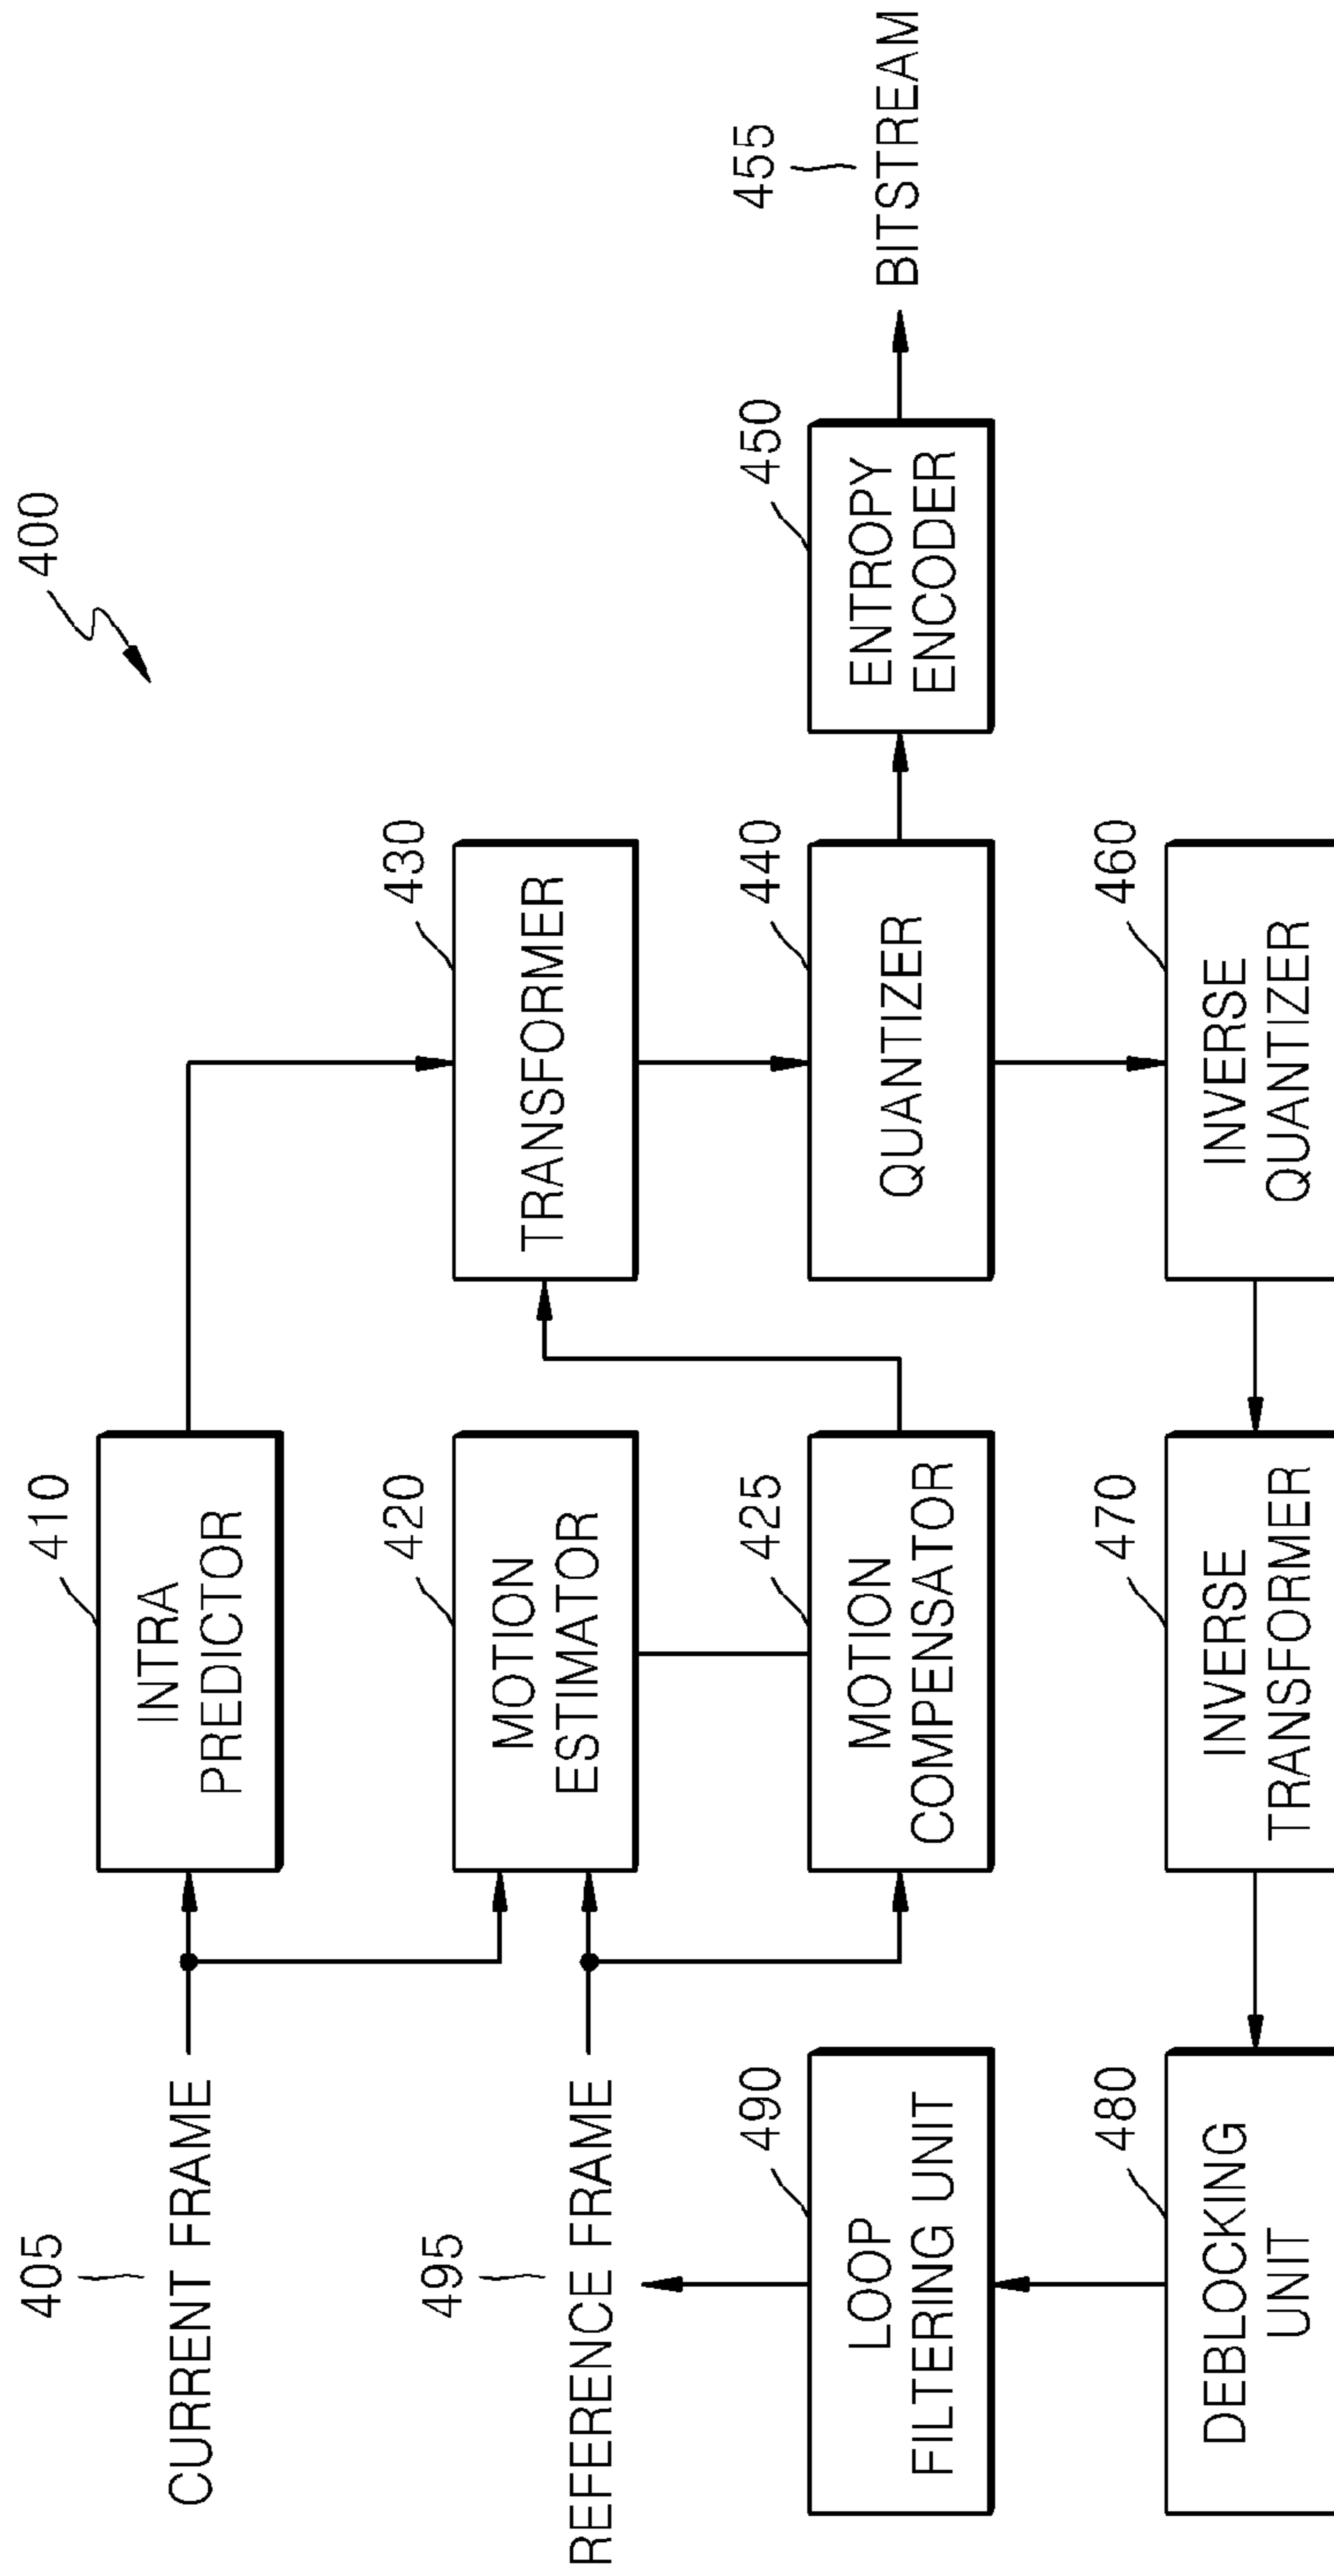 400
405
CURRENT FRAME
410
INTRA
PREDICTOR
495
REFERENCE FRAME
420
MOTION
ESTIMATOR
430
TRANSFORMER
490
LOOP
FILTERING UNIT
425
MOTION
COMPENSATOR
440
QUANTIZER
450
ENTROPY
ENCODER
455
BITSTREAM
480
DEBLOCKING
UNIT
470
INVERSE
TRANSFORMER
460
INVERSE
QUANTIZER